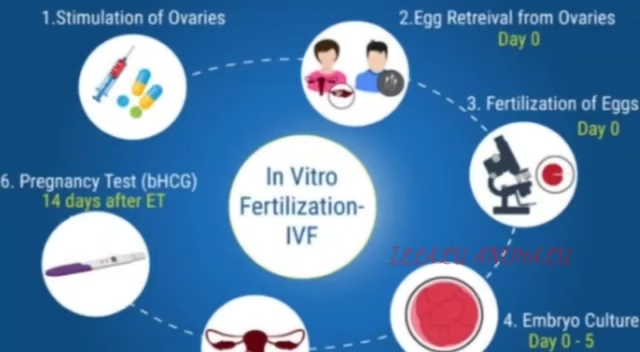 1.Stimulation of Ovaries
2.Egg Retreival from Ovaries
Day 0
3. Fertilization of Eggs
Day 0
In Vitro
Fertilization-
IVF
6. Pregnancy Test (bHCG)
14 days after ET
4. Embryo Culture
Day 0 - 5